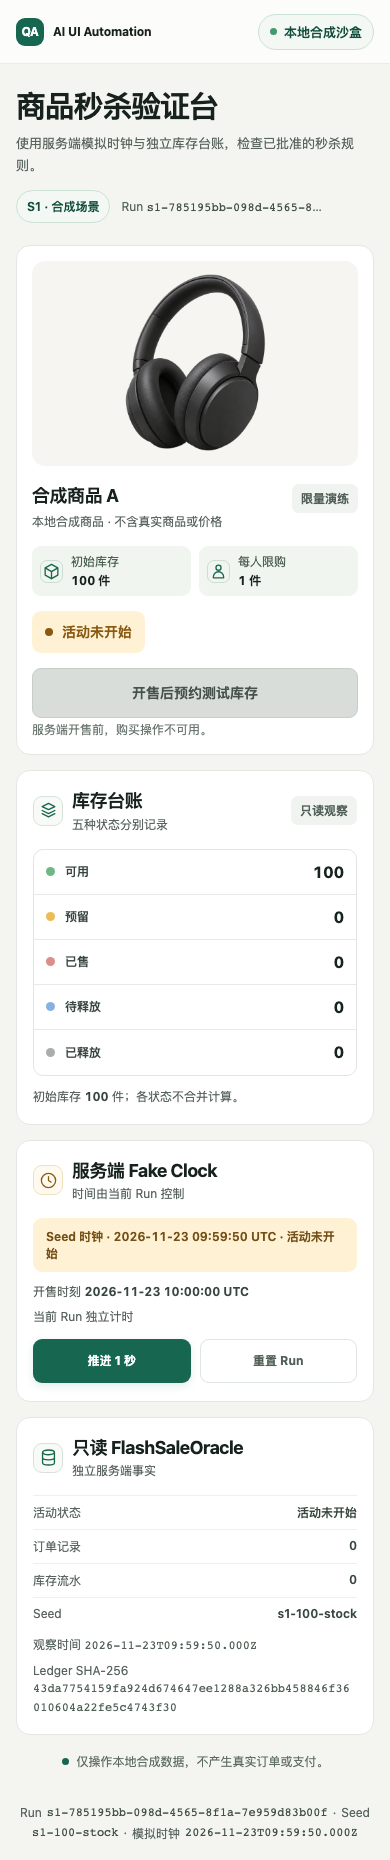 QA AI UI Automation 本地合成沙盒
商品秒杀验证台
使用服务端模拟时钟与独立库存台账，检查已批准的秒杀规
则。
S1 · 合成场景 Run s1-785195bb-098d-4565-8…
合成商品 A 限量演练
本地合成商品 · 不含真实商品或价格
初始库存 每人限购
100 件 1 件
活动未开始
开售后预约测试库存
服务端开售前，购买操作不可用。
库存台账
五种状态分别记录
只读观察
可用 100
预留 0
已售 0
待释放 0
已释放 0
初始库存 100 件；各状态不合并计算。
服务端 Fake Clock
时间由当前 Run 控制
Seed 时钟 · 2026-11-23 09:59:50 UTC · 活动未开
始
开售时刻 2026-11-23 10:00:00 UTC
当前 Run 独立计时
推进 1 秒 重置 Run
只读 FlashSaleOracle
独立服务端事实
活动状态 活动未开始
订单记录 0
库存流水 0
Seed s1-100-stock
观察时间 2026-11-23T09:59:50.000Z
Ledger SHA-256
43da7754159fa924d674647ee1288a326bb458846f36
010604a22fe5c4743f30
仅操作本地合成数据，不产生真实订单或支付。
Run s1-785195bb-098d-4565-8f1a-7e959d83b00f · Seed
s1-100-stock · 模拟时钟 2026-11-23T09:59:50.000Z